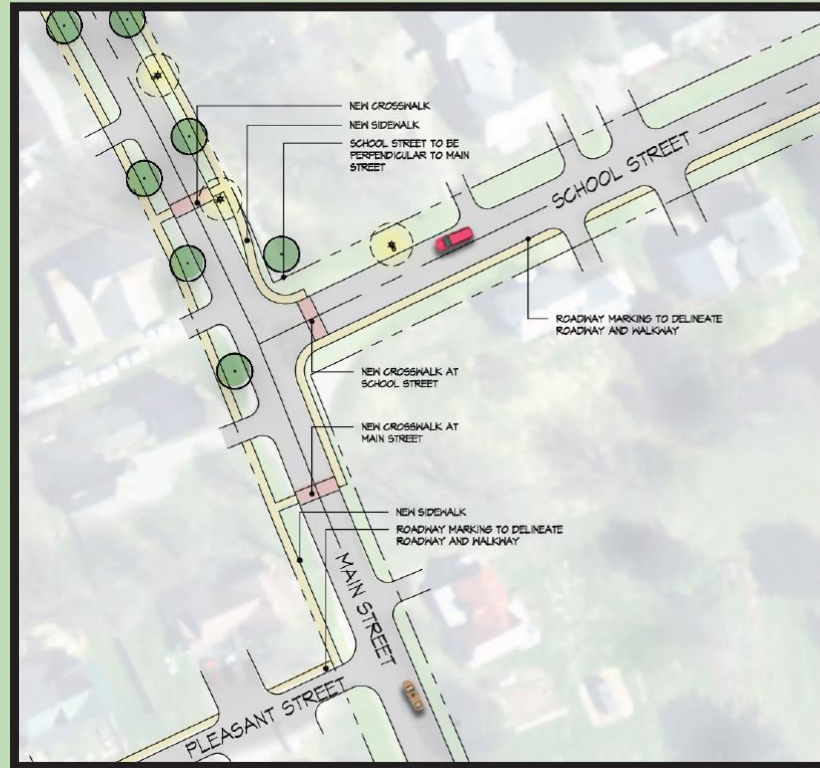 NEW CROSSWALK
NEW SIDEWALK
SCHOOL STREET TO BE
PERPENDICULAR TO MAIN
STREET
SCHOOL STREET
ROADWAY MARKING TO DELINEATE
ROADWAY AND WALKWAY
NEW CROSSWALK AT
SCHOOL STREET
NEW CROSSWALK AT
MAIN STREET
NEW SIDEWALK
ROADWAY MARKING TO DELINEATE
ROADWAY AND WALKWAY
MAIN STREET
PLEASANT STREET